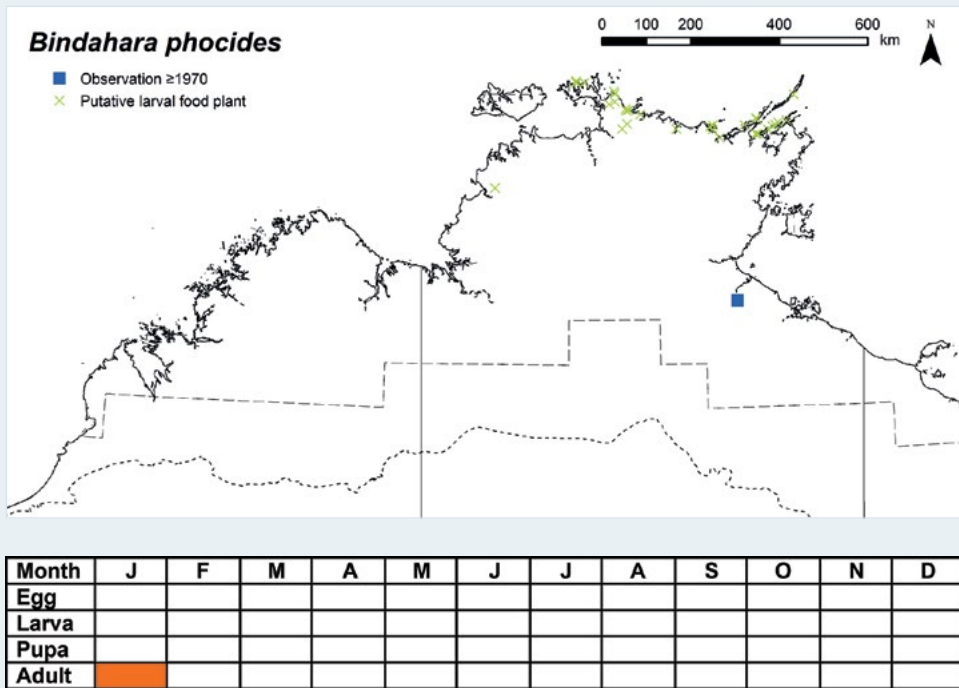 Bindahara phocides
Observation ≥1970
Putative larval food plant
0 100 200 400 600
km
N
Month J F M A M J J A S O N D
Egg
Larva
Pupa
Adult